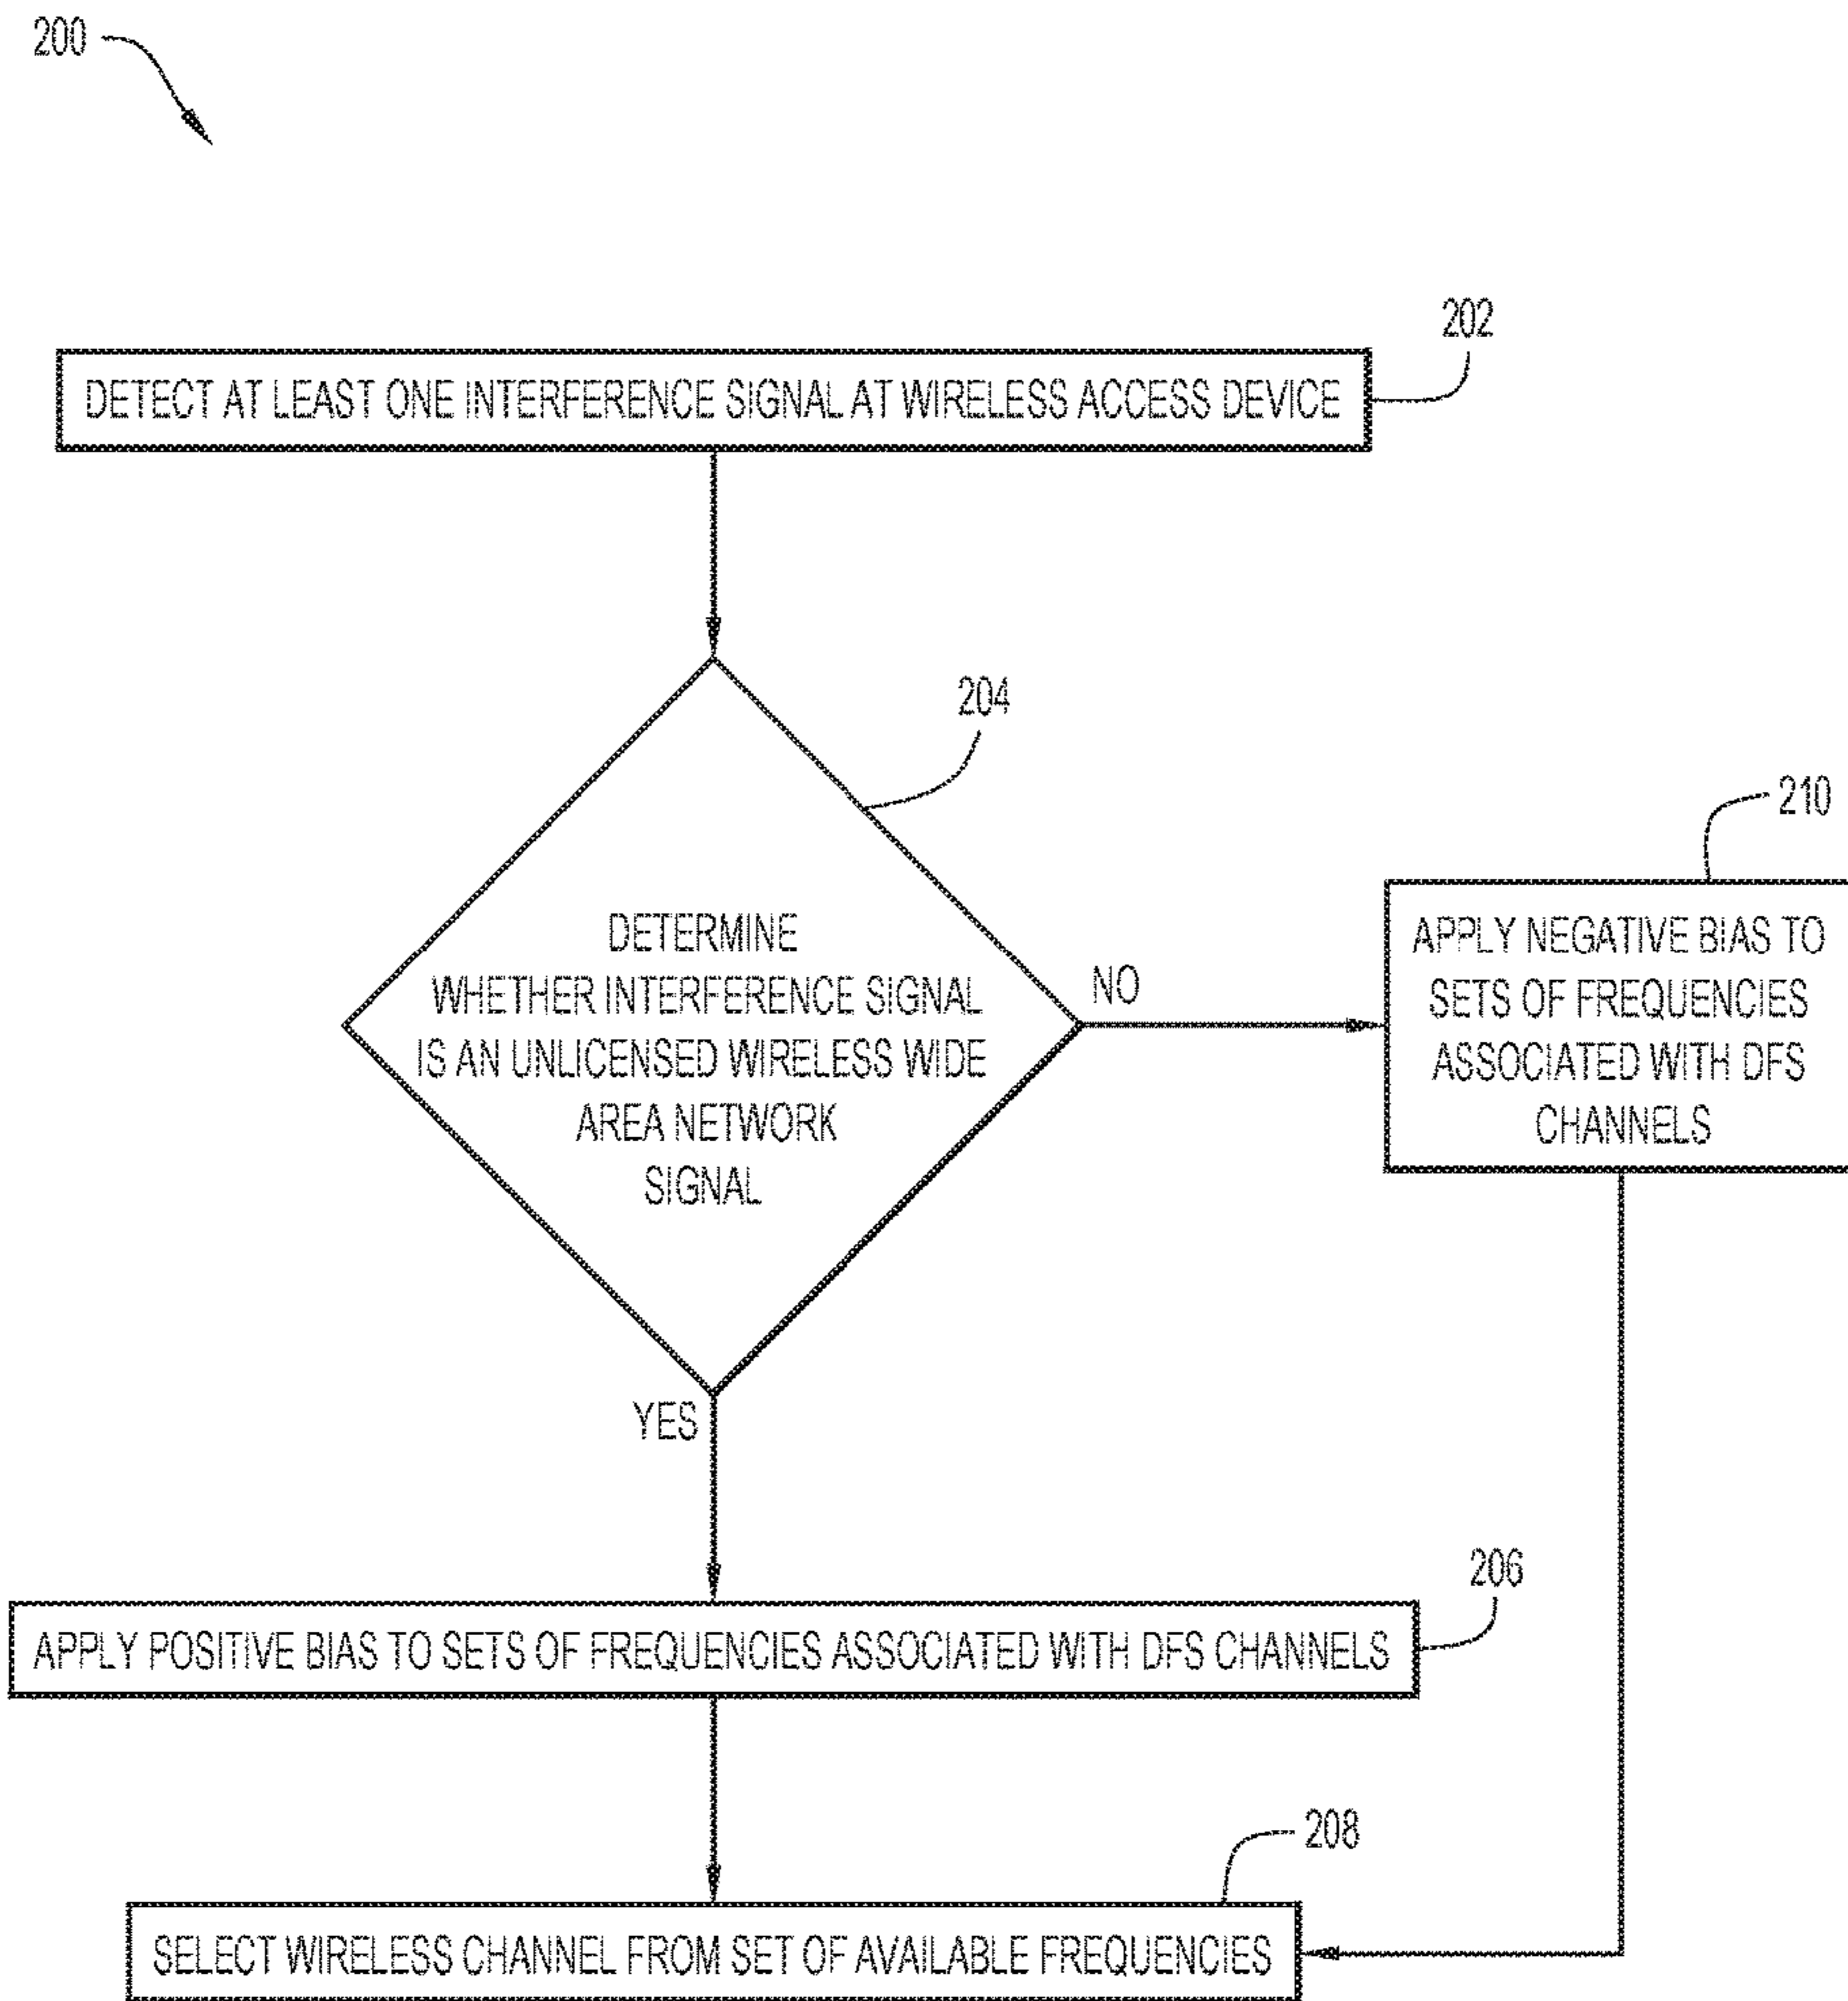 200
202
DETECT AT LEAST ONE INTERFERENCE SIGNAL AT WIRELESS ACCESS DEVICE
204
DETERMINE
WHETHER INTERFERENCE SIGNAL
IS AN UNLICENSED WIRELESS WIDE
AREA NETWORK
SIGNAL
NO
210
APPLY NEGATIVE BIAS TO
SETS OF FREQUENCIES
ASSOCIATED WITH DFS
CHANNELS
YES
206
APPLY POSITIVE BIAS TO SETS OF FREQUENCIES ASSOCIATED WITH DFS CHANNELS
208
SELECT WIRELESS CHANNEL FROM SET OF AVAILABLE FREQUENCIES